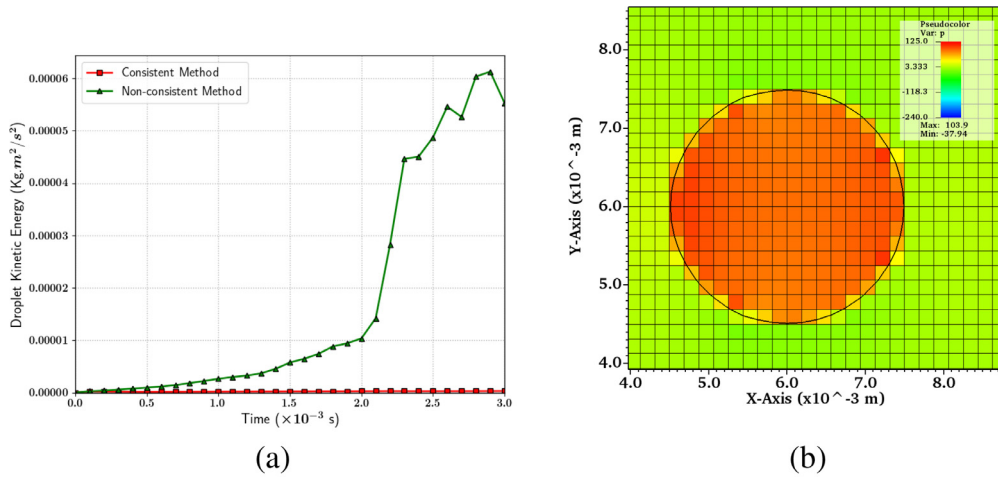 Consistent Method
Non-consistent Method
Droplet Kinetic Energy (Kg.m²/s²)
0.00006
0.00005
0.00004
0.00003
0.00002
0.00001
0.00000
0.0 0.5 1.0 1.5 2.0 2.5 3.0
Time (×10⁻³ s)
(a)
Pseudocolor
Var: p
125.0
3.333
-118.3
-240.0
Max: 103.9
Min: -37.94
Y-Axis (x10^-3 m)
8.0
7.0
6.0
5.0
4.0
4.0 5.0 6.0 7.0 8.0
X-Axis (x10^-3 m)
(b)